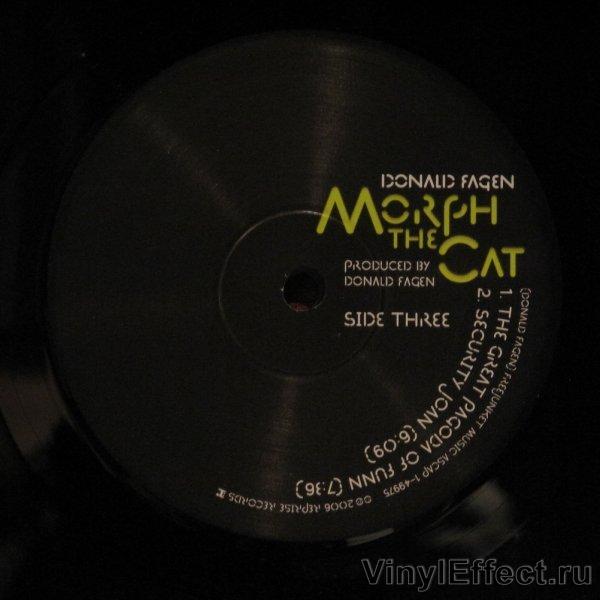 DONALD FAGEN
MORPH
THE CAT
PRODUCED BY
DONALD FAGEN
SIDE THREE
1. THE GREAT PAGODA OF FUNN (7:36)
2. SECURITY JOAN (6:09)
(DONALD FAGEN) FREEJUNKET MUSIC ASCAP 1-49975
℗© 2006 REPRISE RECORDS
VinylEffect.ru